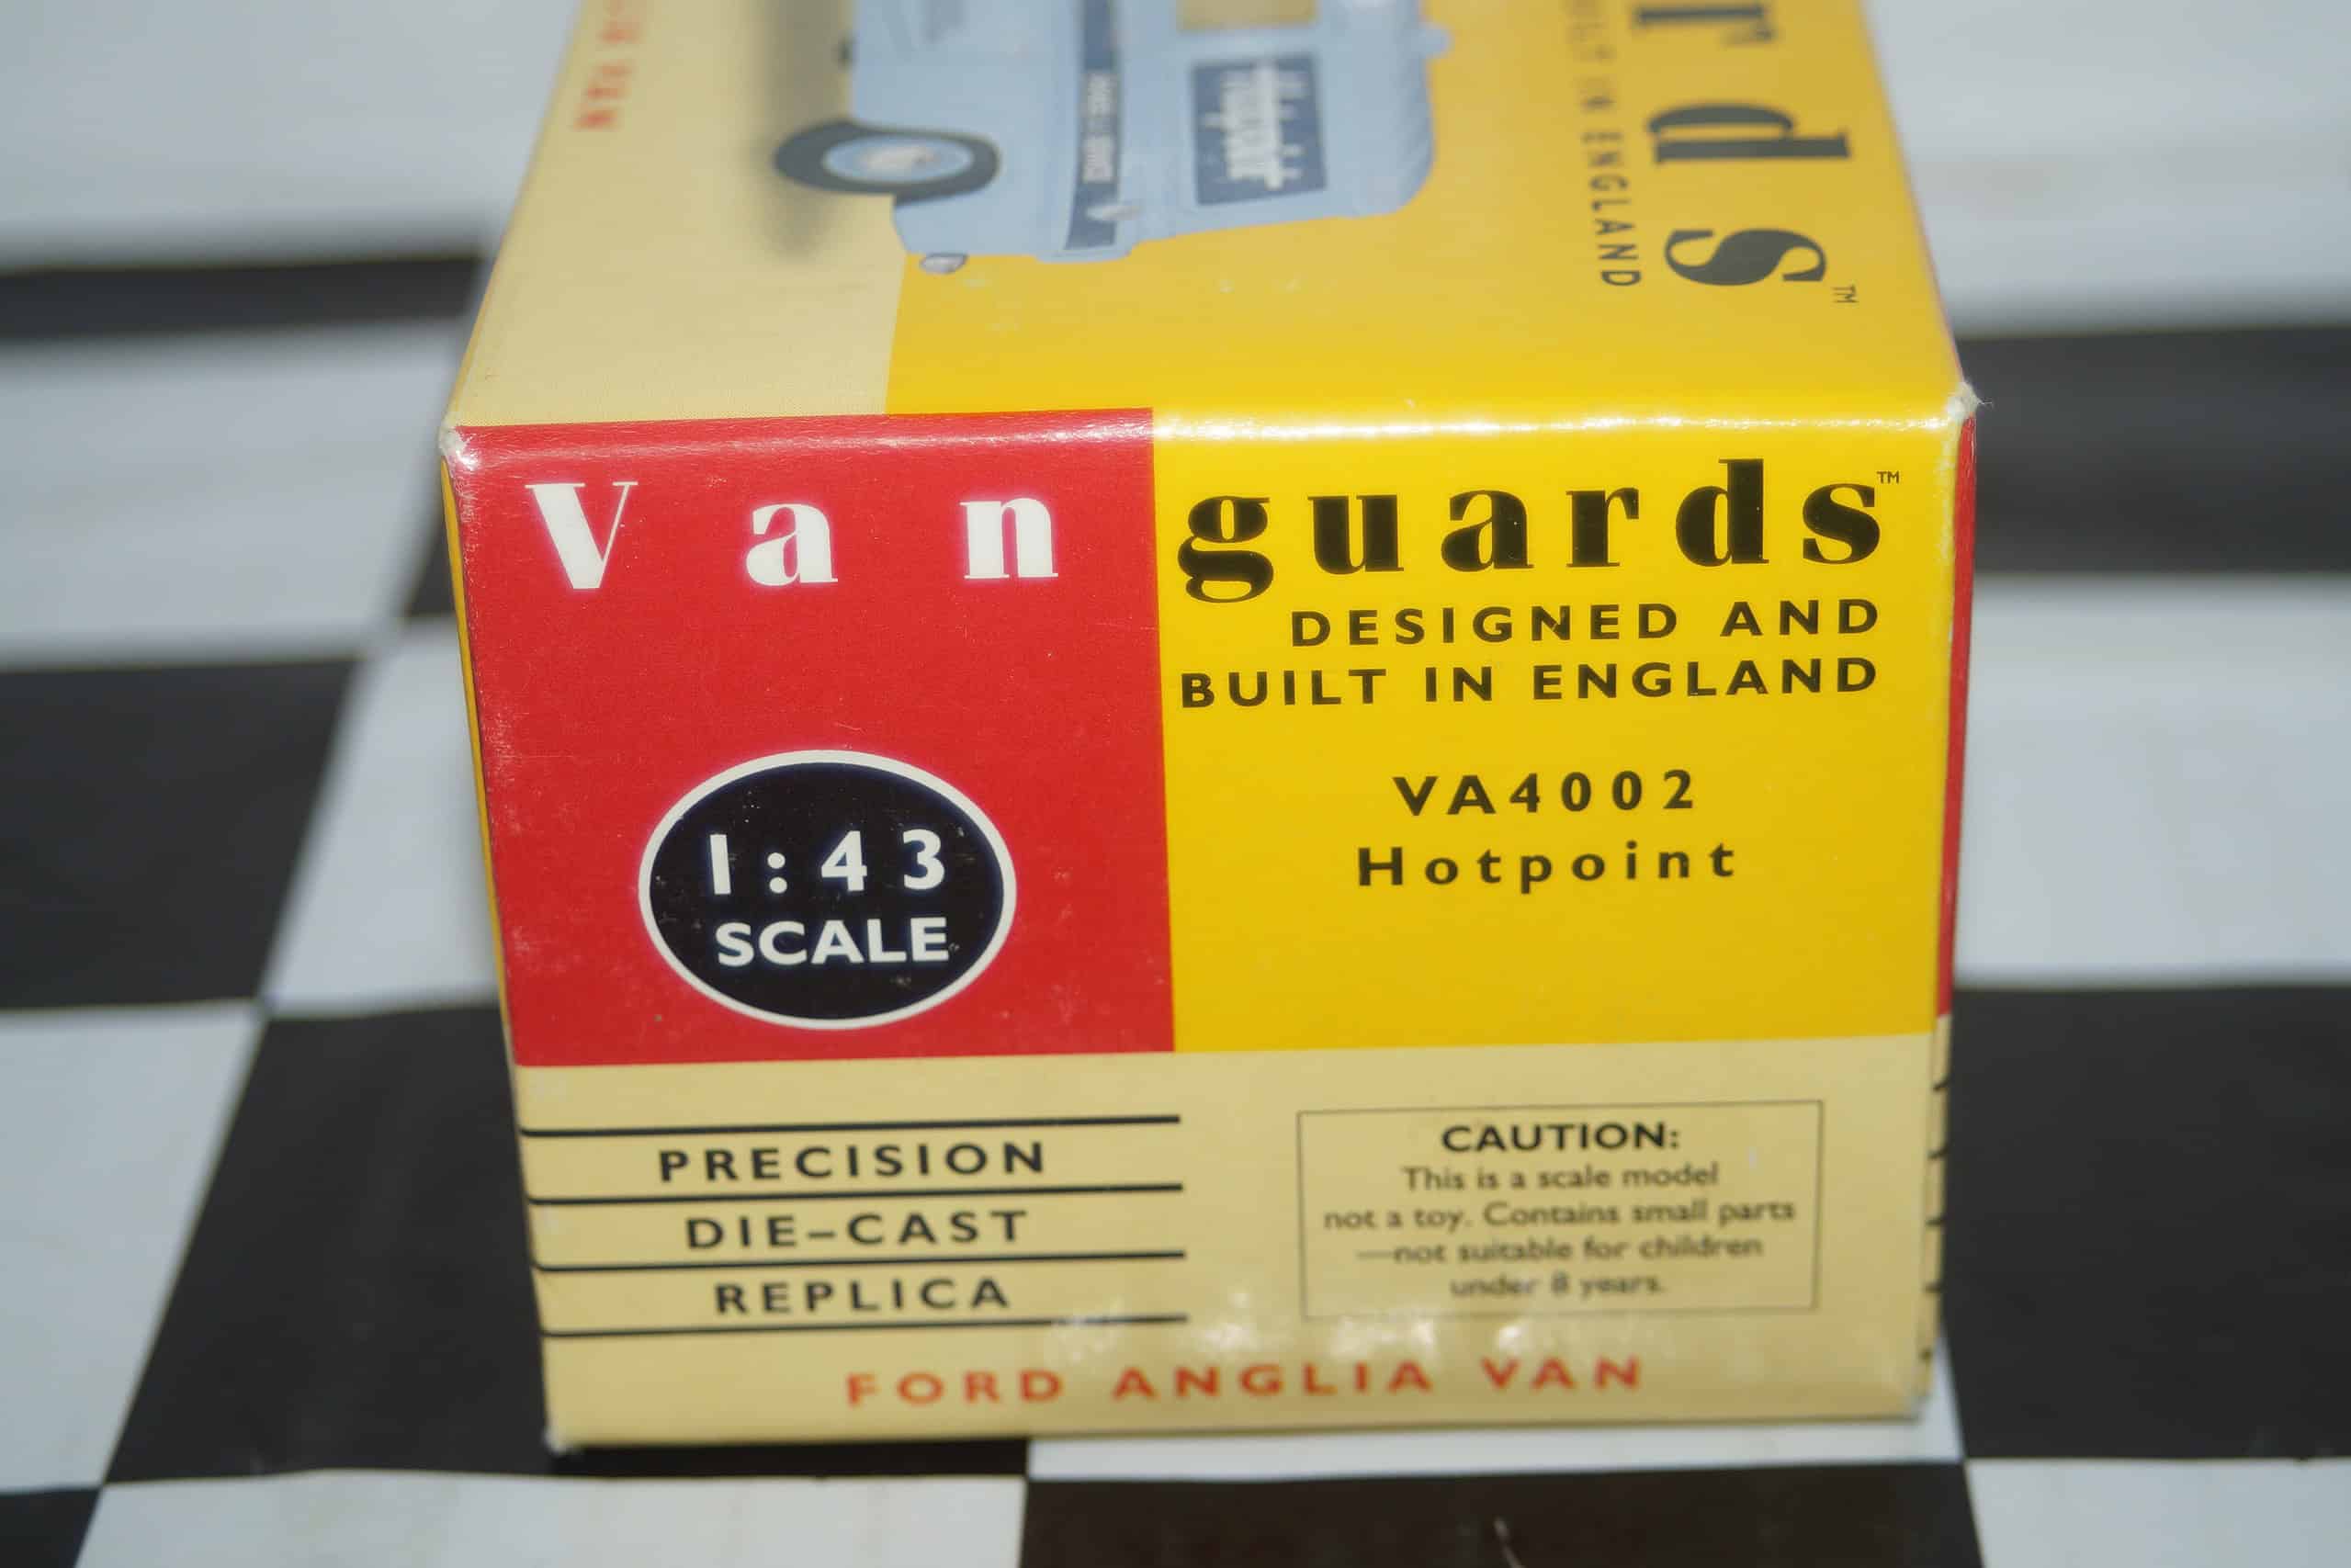 rds™
BUILT IN ENGLAND
VAN
Hotpoint
Vanguards™
DESIGNED AND
BUILT IN ENGLAND
VA4002
Hotpoint
1:43
SCALE
PRECISION
DIE–CAST
REPLICA
CAUTION:
This is a scale model
not a toy. Contains small parts
—not suitable for children
under 8 years.
FORD ANGLIA VAN